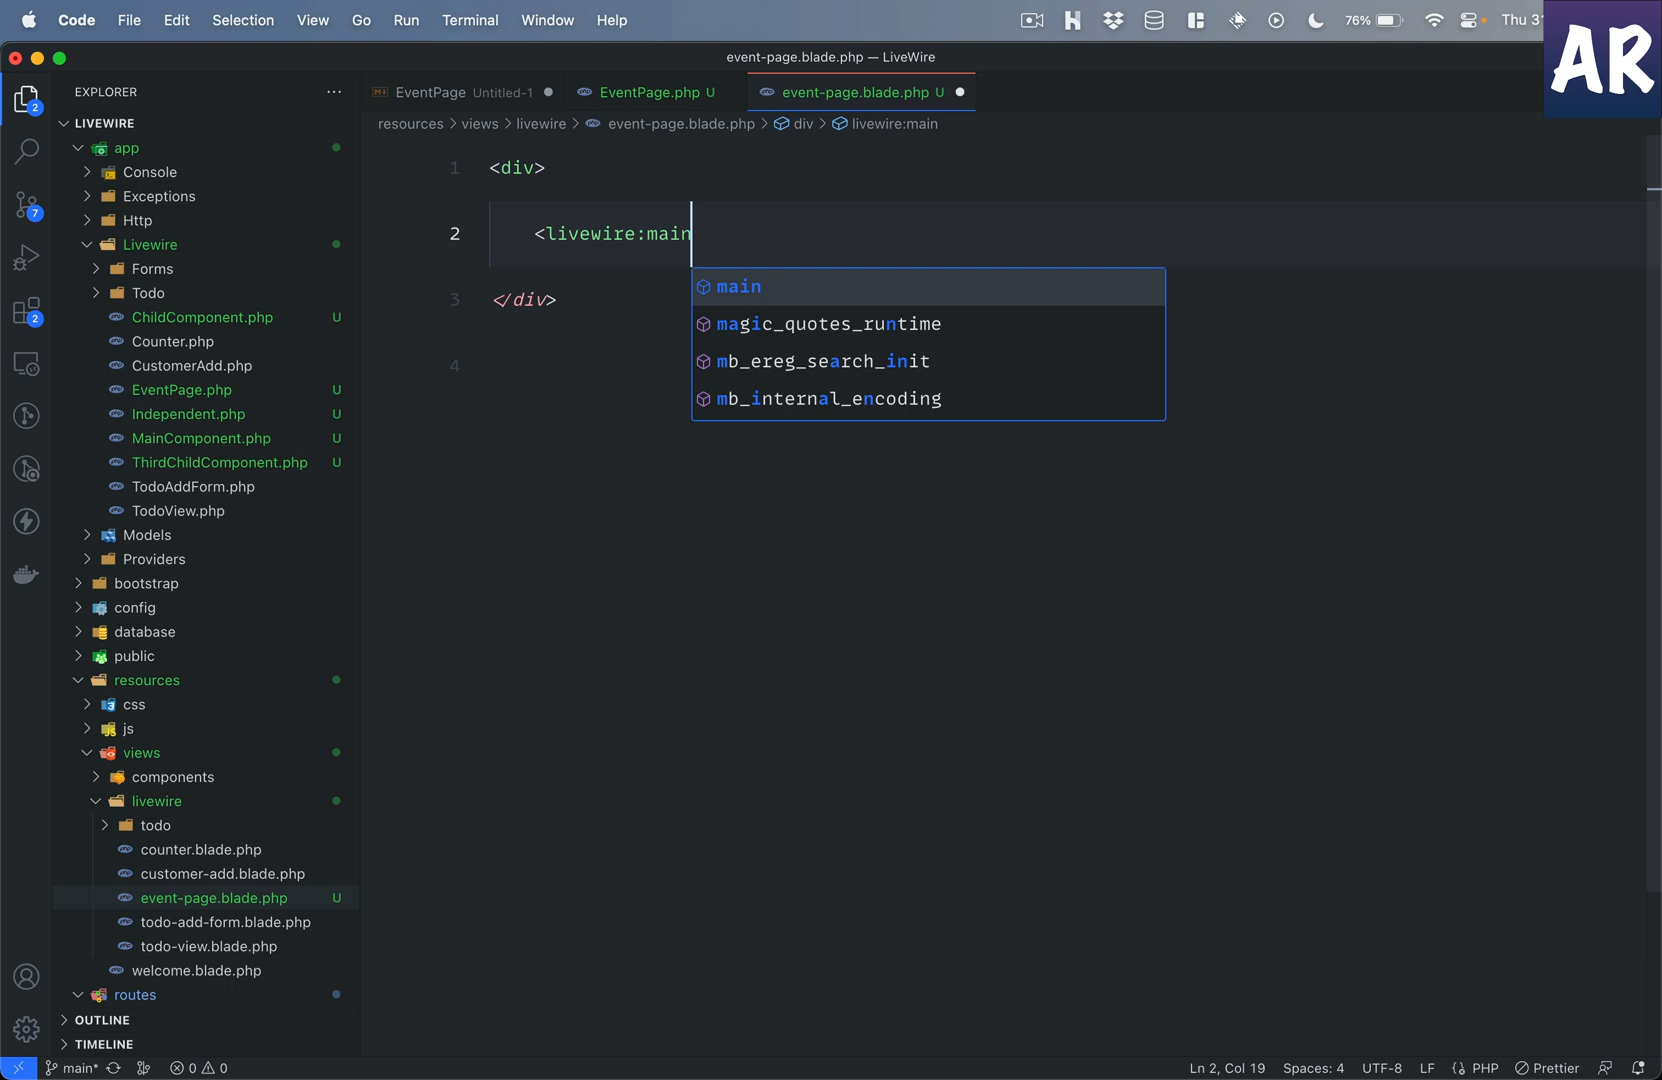 Code File Edit Selection View Go Run Terminal Window Help 76% Thu 31
AR
event-page.blade.php — LiveWire
EXPLORER
EventPage Untitled-1 EventPage.php U event-page.blade.php U
resources > views > livewire > event-page.blade.php > div > livewire:main
LIVEWIRE
app
Console
Exceptions
Http
Livewire
Forms
Todo
ChildComponent.php U
Counter.php
CustomerAdd.php
EventPage.php U
Independent.php U
MainComponent.php U
ThirdChildComponent.php U
TodoAddForm.php
TodoView.php
Models
Providers
bootstrap
config
database
public
resources
css
js
views
components
livewire
todo
counter.blade.php
customer-add.blade.php
event-page.blade.php U
todo-add-form.blade.php
todo-view.blade.php
welcome.blade.php
routes
OUTLINE
TIMELINE
2
7
2
1 <div>
2 <livewire:main
3 </div>
4
main
magic_quotes_runtime
mb_ereg_search_init
mb_internal_encoding
main* 0 0 Ln 2, Col 19 Spaces: 4 UTF-8 LF PHP Prettier